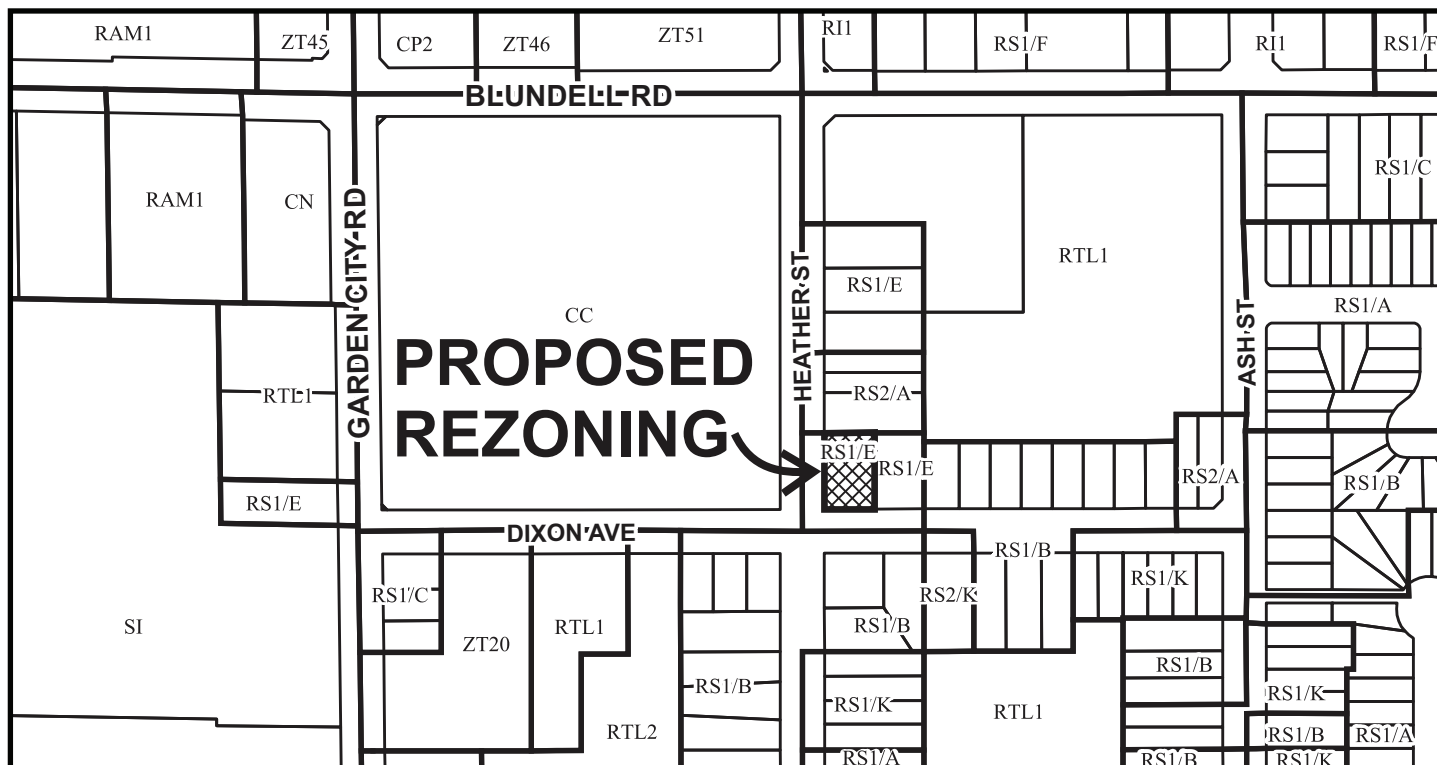 RAM1
ZT45
CP2
ZT46
ZT51
RI1
RS1/F
RI1
RS1/F
BLUNDELL RD
RAM1
CN
GARDEN CITY RD
CC
HEATHER ST
RS1/E
RTL1
ASH ST
RS1/C
RS1/A
PROPOSED
REZONING
RTL1
RS2/A
RS1/E
RS1/E
RS1/E
RS2/A
RS1/B
DIXON AVE
RS1/B
RS1/C
RS2/K
RS1/K
SI
ZT20
RTL1
RS1/B
RS1/B
RS1/B
RS1/K
RS1/K
RTL2
RTL1
RS1/B
RS1/A
RS1/A
RS1/B
RS1/K